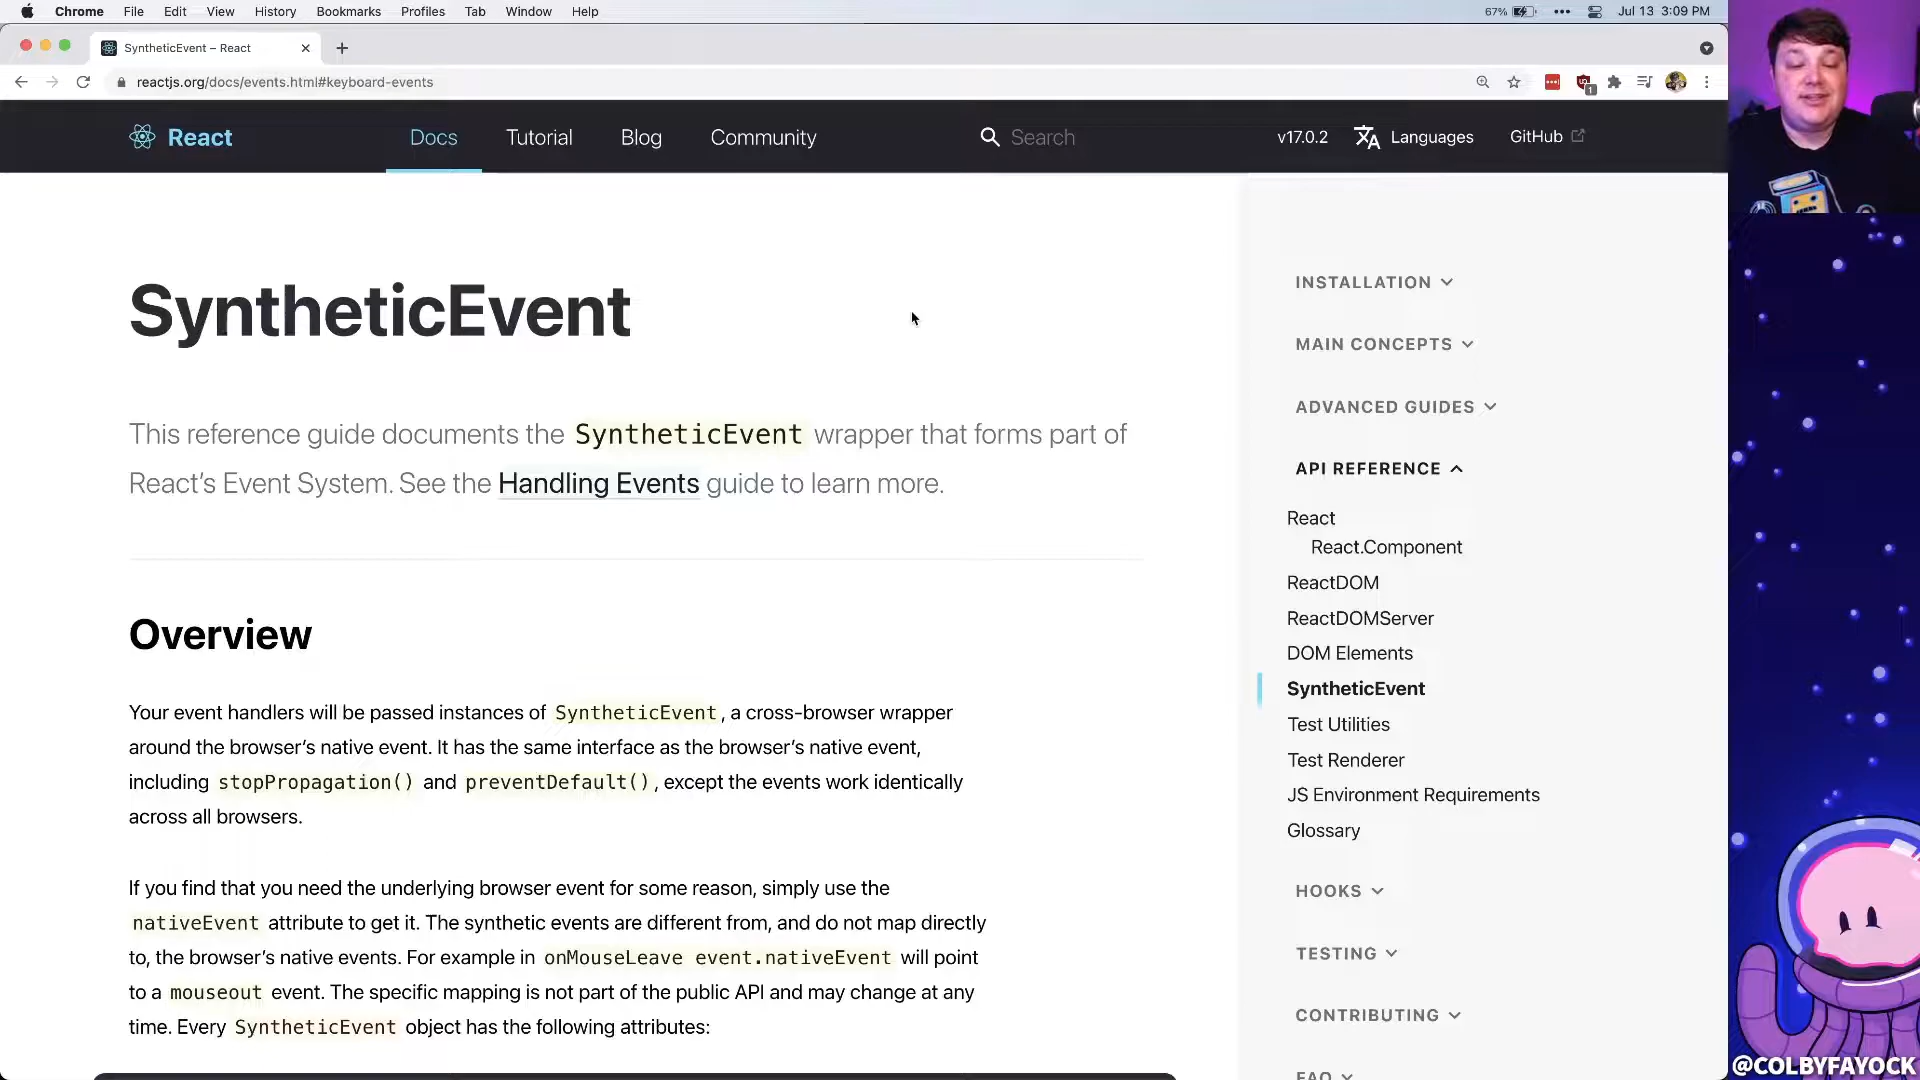 Chrome File Edit View History Bookmarks Profiles Tab Window Help 67% Jul 13 3:09 PM
SyntheticEvent – React
reactjs.org/docs/events.html#keyboard-events
1
React Docs Tutorial Blog Community Search v17.0.2 Languages GitHub
SyntheticEvent
This reference guide documents the SyntheticEvent wrapper that forms part of
React's Event System. See the Handling Events guide to learn more.
Overview
Your event handlers will be passed instances of SyntheticEvent, a cross-browser wrapper
around the browser's native event. It has the same interface as the browser's native event,
including stopPropagation() and preventDefault(), except the events work identically
across all browsers.
If you find that you need the underlying browser event for some reason, simply use the
nativeEvent attribute to get it. The synthetic events are different from, and do not map directly
to, the browser's native events. For example in onMouseLeave event.nativeEvent will point
to a mouseout event. The specific mapping is not part of the public API and may change at any
time. Every SyntheticEvent object has the following attributes:
INSTALLATION
MAIN CONCEPTS
ADVANCED GUIDES
API REFERENCE
React
React.Component
ReactDOM
ReactDOMServer
DOM Elements
SyntheticEvent
Test Utilities
Test Renderer
JS Environment Requirements
Glossary
HOOKS
TESTING
CONTRIBUTING
FAQ
@COLBYFAYOCK